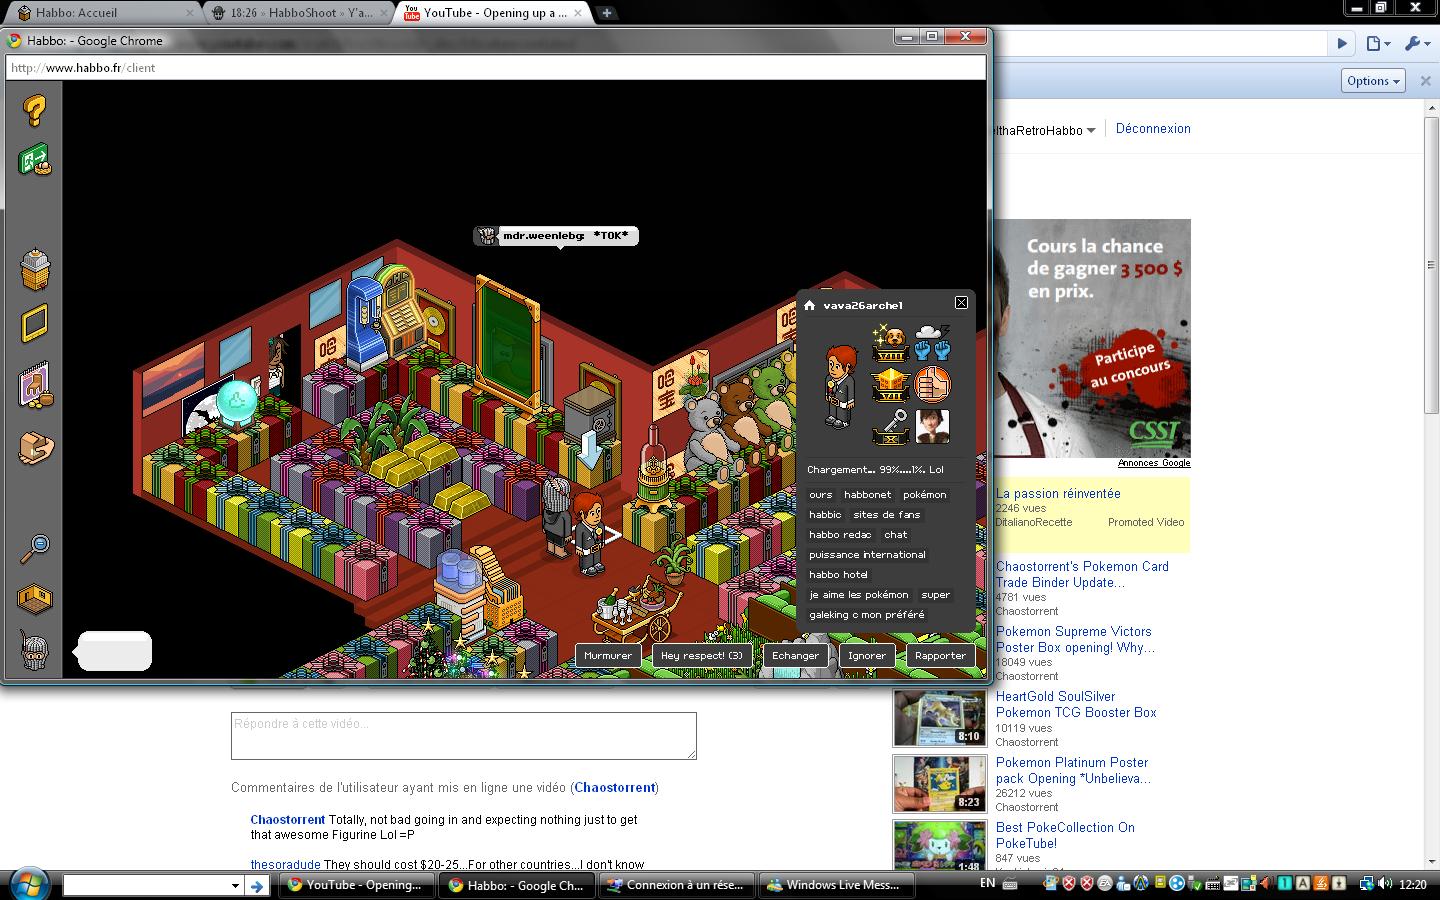 Habbo: Accueil
18:26 » HabboShoot » Y'a...
YouTube - Opening up a ...
Habbo: - Google Chrome
http://www.habbo.fr/client
Options
lthaRetroHabbo
Déconnexion
mdr.weenlebg: *TOK*
vava26arche1
VIII
VIII
X
Chargement... 99%....1%. Lol
ours habbonet pokémon
habbic sites de fans
habbo redac chat
puissance international
habbo hotel
je aime les pokémon super
galeking c mon préféré
Murmurer
Hey respect! (3)
Echanger
Ignorer
Rapporter
Cours la chance
de gagner 3 500 $
en prix.
Participe
au concours
CSST
Annonces Google
La passion réinventée
2246 vues
DitalianoRecette Promoted Video
Chaostorrent's Pokemon Card
Trade Binder Update...
4781 vues
Chaostorrent
Pokemon Supreme Victors
Poster Box opening! Why...
18049 vues
Chaostorrent
8:10
HeartGold SoulSilver
Pokemon TCG Booster Box
10119 vues
Chaostorrent
8:23
Pokemon Platinum Poster
pack Opening *Unbelieva...
26212 vues
Chaostorrent
1:48
Best PokeCollection On
PokeTube!
847 vues
Répondre à cette vidéo...
Commentaires de l'utilisateur ayant mis en ligne une vidéo (Chaostorrent)
Chaostorrent Totally, not bad going in and expecting nothing just to get
that awesome Figurine Lol =P
thesoradude They should cost $20-25...For other countries...I don't know
YouTube - Opening...
Habbo: - Google Ch...
Connexion à un rése...
Windows Live Mess...
EN
12:20